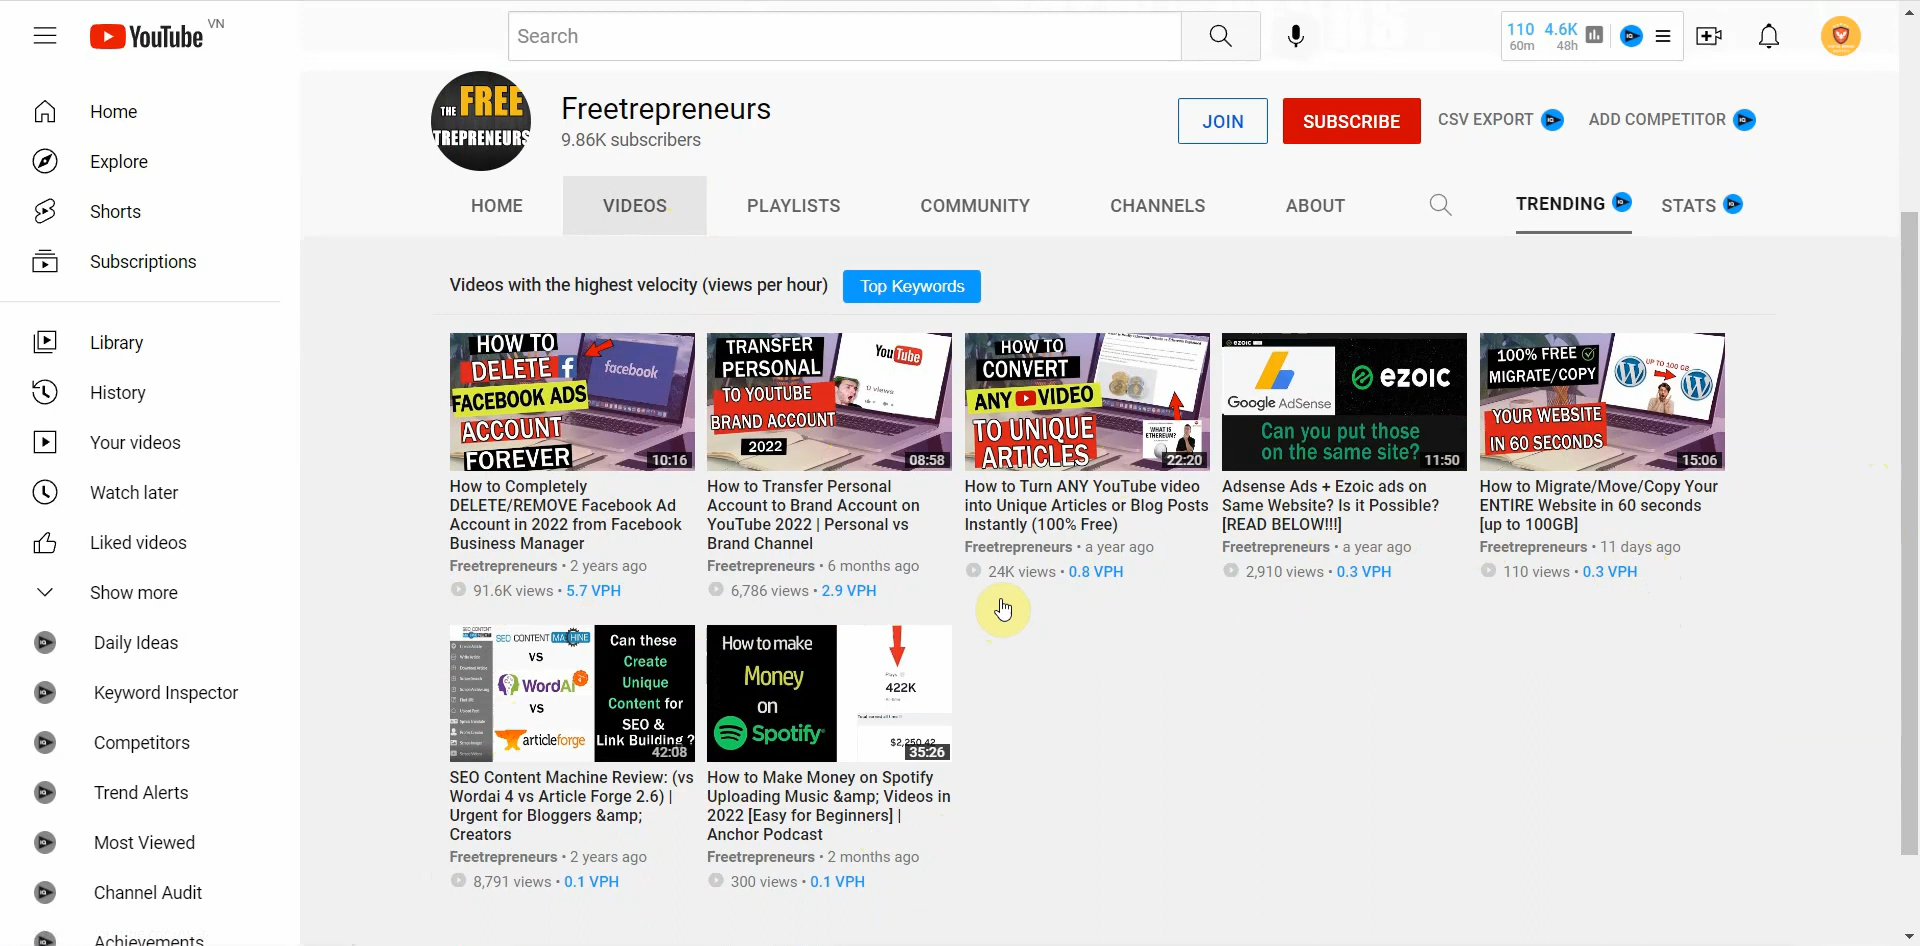 YouTube VN
Search
110 4.6K
60m 48h
Home
Explore
Shorts
Subscriptions
Library
History
Your videos
Watch later
Liked videos
Show more
Daily Ideas
Keyword Inspector
Competitors
Trend Alerts
Most Viewed
Channel Audit
Achievements
THE FREE
TREPRENEURS
Freetrepreneurs
9.86K subscribers
JOIN
SUBSCRIBE
CSV EXPORT
ADD COMPETITOR
HOME
VIDEOS
PLAYLISTS
COMMUNITY
CHANNELS
ABOUT
TRENDING
STATS
Videos with the highest velocity (views per hour)
Top Keywords
HOW TO
DELETE f
FACEBOOK ADS
ACCOUNT
FOREVER
facebook
10:16
How to Completely
DELETE/REMOVE Facebook Ad
Account in 2022 from Facebook
Business Manager
Freetrepreneurs • 2 years ago
91.6K views • 5.7 VPH
TRANSFER
PERSONAL
TO YOUTUBE
BRAND ACCOUNT
2022
YouTube
0 views
08:58
How to Transfer Personal
Account to Brand Account on
YouTube 2022 | Personal vs
Brand Channel
Freetrepreneurs • 6 months ago
6,786 views • 2.9 VPH
HOW TO
CONVERT
ANY VIDEO
TO UNIQUE
ARTICLES
WHAT IS
ETHEREUM?
22:20
How to Turn ANY YouTube video
into Unique Articles or Blog Posts
Instantly (100% Free)
Freetrepreneurs • a year ago
24K views • 0.8 VPH
ezoic
Google AdSense
ezoic
Can you put those
on the same site?
11:50
Adsense Ads + Ezoic ads on
Same Website? Is it Possible?
[READ BELOW!!!]
Freetrepreneurs • a year ago
2,910 views • 0.3 VPH
100% FREE
MIGRATE/COPY
UP TO 100 GB
YOUR WEBSITE
IN 60 SECONDS
15:06
How to Migrate/Move/Copy Your
ENTIRE Website in 60 seconds
[up to 100GB]
Freetrepreneurs • 11 days ago
110 views • 0.3 VPH
SEO CONTENT MACHINE
VS
WordAi
VS
articleforge
Can these
Create
Unique
Content for
SEO &
Link Building ?
42:08
SEO Content Machine Review: (vs
Wordai 4 vs Article Forge 2.6) |
Urgent for Bloggers &amp;
Creators
Freetrepreneurs • 2 years ago
8,791 views • 0.1 VPH
How to make
Money
on
Spotify
Plays
422K
$2,250.42
35:26
How to Make Money on Spotify
Uploading Music &amp; Videos in
2022 [Easy for Beginners] |
Anchor Podcast
Freetrepreneurs • 2 months ago
300 views • 0.1 VPH